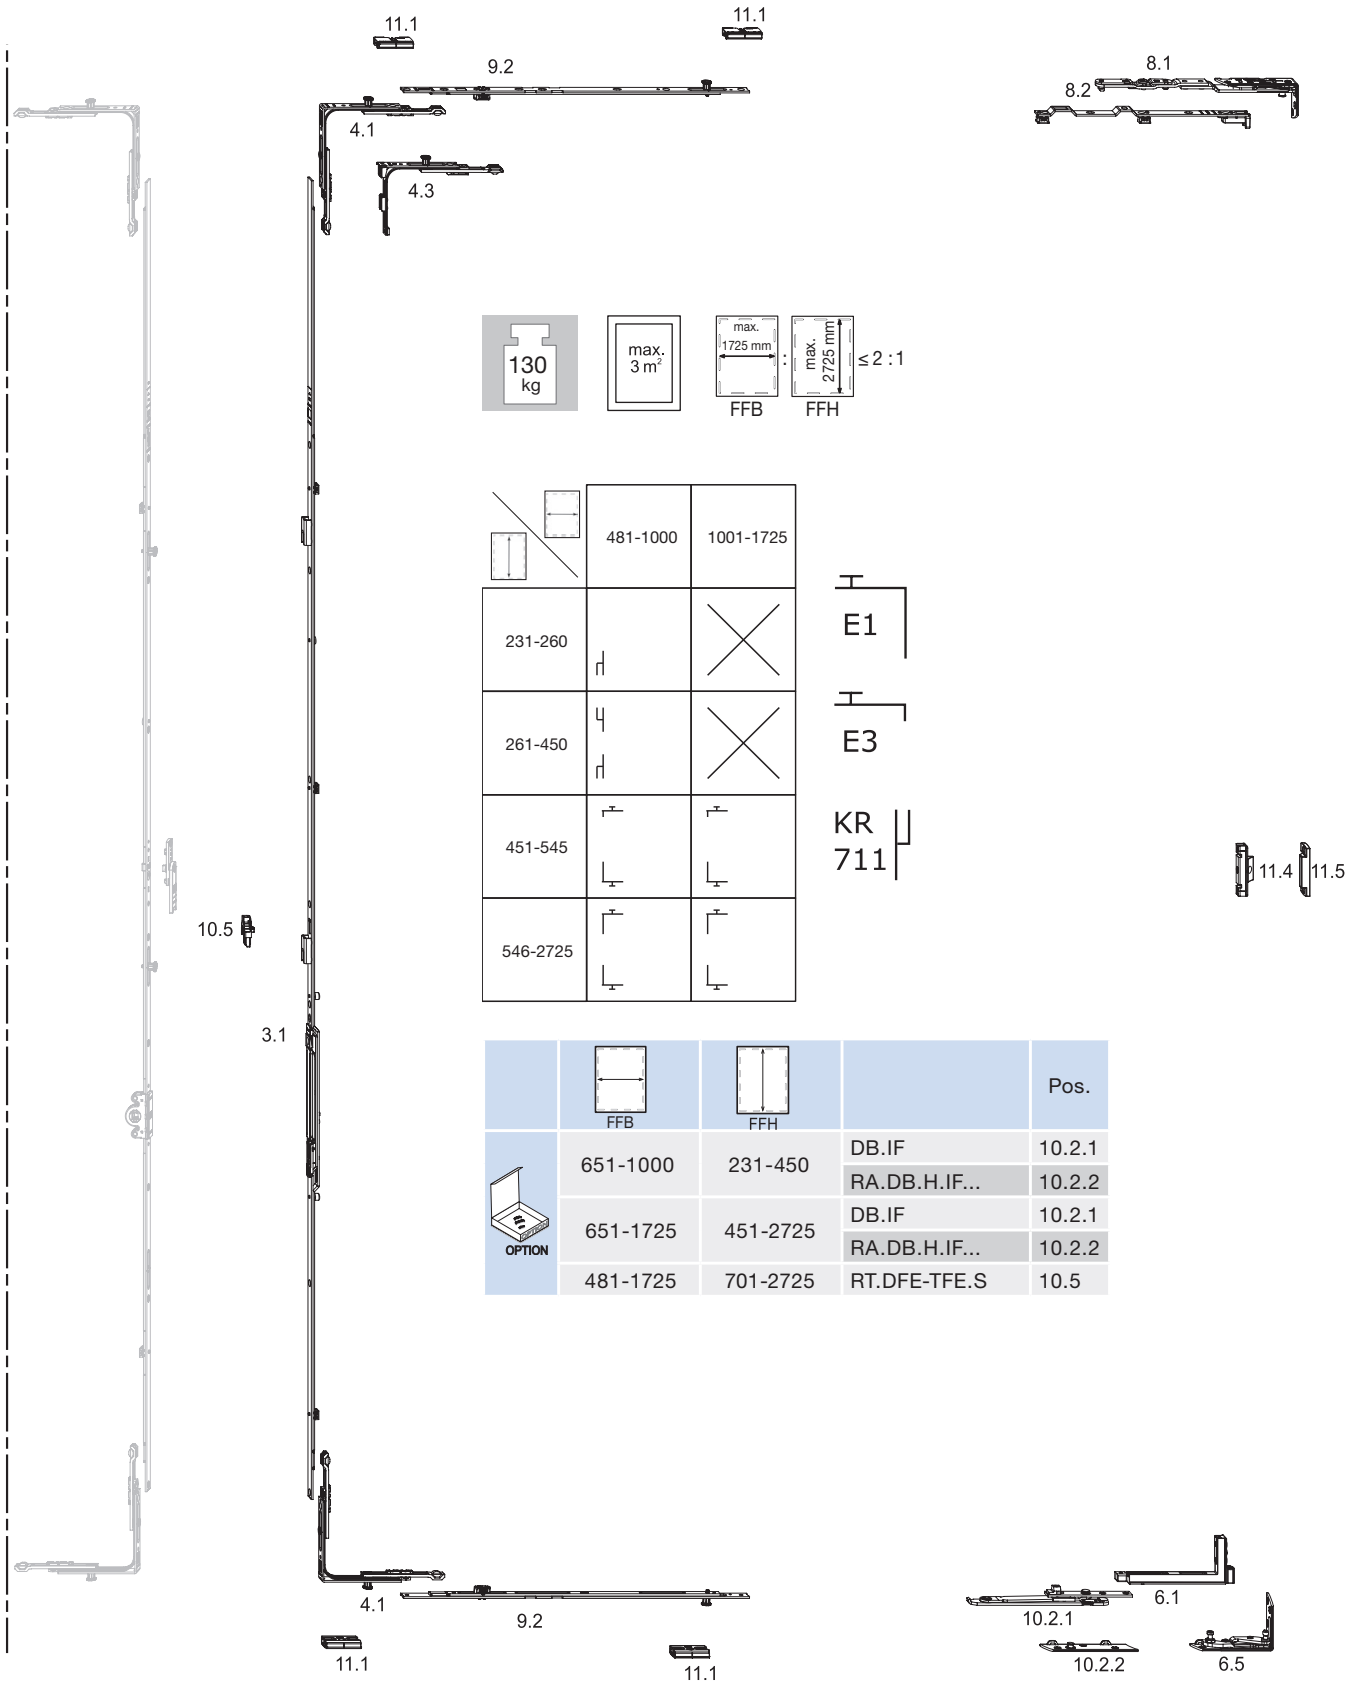 11.1
11.1
9.2
8.1
8.2
4.1
4.3
130
kg
max.
3 m²
max.
1725 mm
FFB
:
max.
2725 mm
FFH
≤ 2 : 1
481-1000
1001-1725
231-260
261-450
451-545
546-2725
E1
E3
KR
711
11.4
11.5
10.5
3.1
FFB
FFH
Pos.
OPTION
651-1000
231-450
DB.IF
10.2.1
RA.DB.H.IF...
10.2.2
651-1725
451-2725
DB.IF
10.2.1
RA.DB.H.IF...
10.2.2
481-1725
701-2725
RT.DFE-TFE.S
10.5
4.1
9.2
11.1
11.1
6.1
10.2.1
10.2.2
6.5